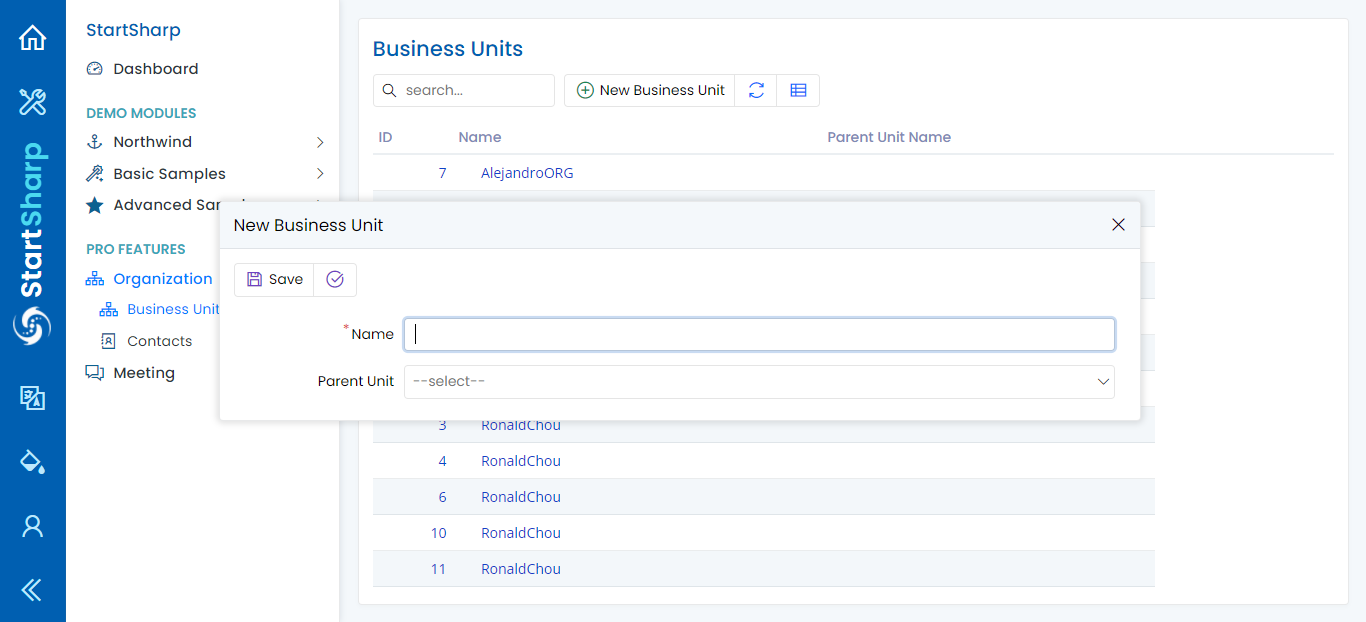 StartSharp
StartSharp
Dashboard
DEMO MODULES
Northwind
Basic Samples
Advanced
PRO FEATURES
Organization
Business Unit
Contacts
Meeting
Business Units
search...
New Business Unit
ID Name Parent Unit Name
7 AlejandroORG
New Business Unit
Save
*Name
Parent Unit --select--
3 RonaldChou
4 RonaldChou
6 RonaldChou
10 RonaldChou
11 RonaldChou